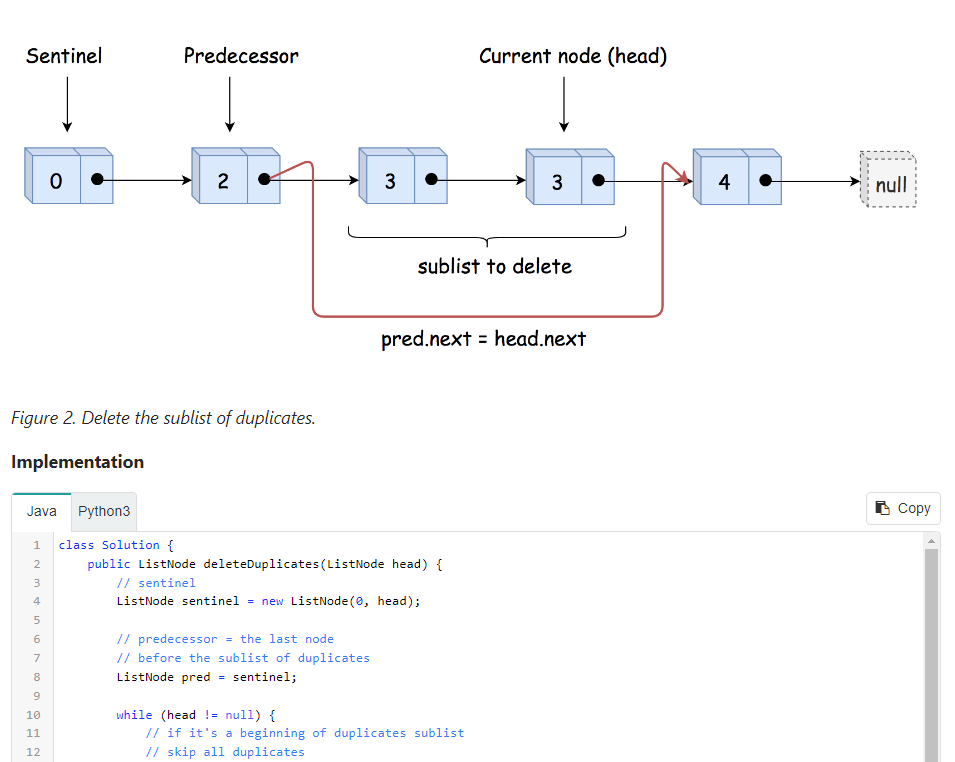 Sentinel Predecessor Current node (head)
0 2 3 3 4 null
sublist to delete
pred.next = head.next
Figure 2. Delete the sublist of duplicates.
Implementation
Java Python3 Copy
1 class Solution {
2     public ListNode deleteDuplicates(ListNode head) {
3         // sentinel
4         ListNode sentinel = new ListNode(0, head);
5
6         // predecessor = the last node
7         // before the sublist of duplicates
8         ListNode pred = sentinel;
9
10         while (head != null) {
11             // if it's a beginning of duplicates sublist
12             // skip all duplicates